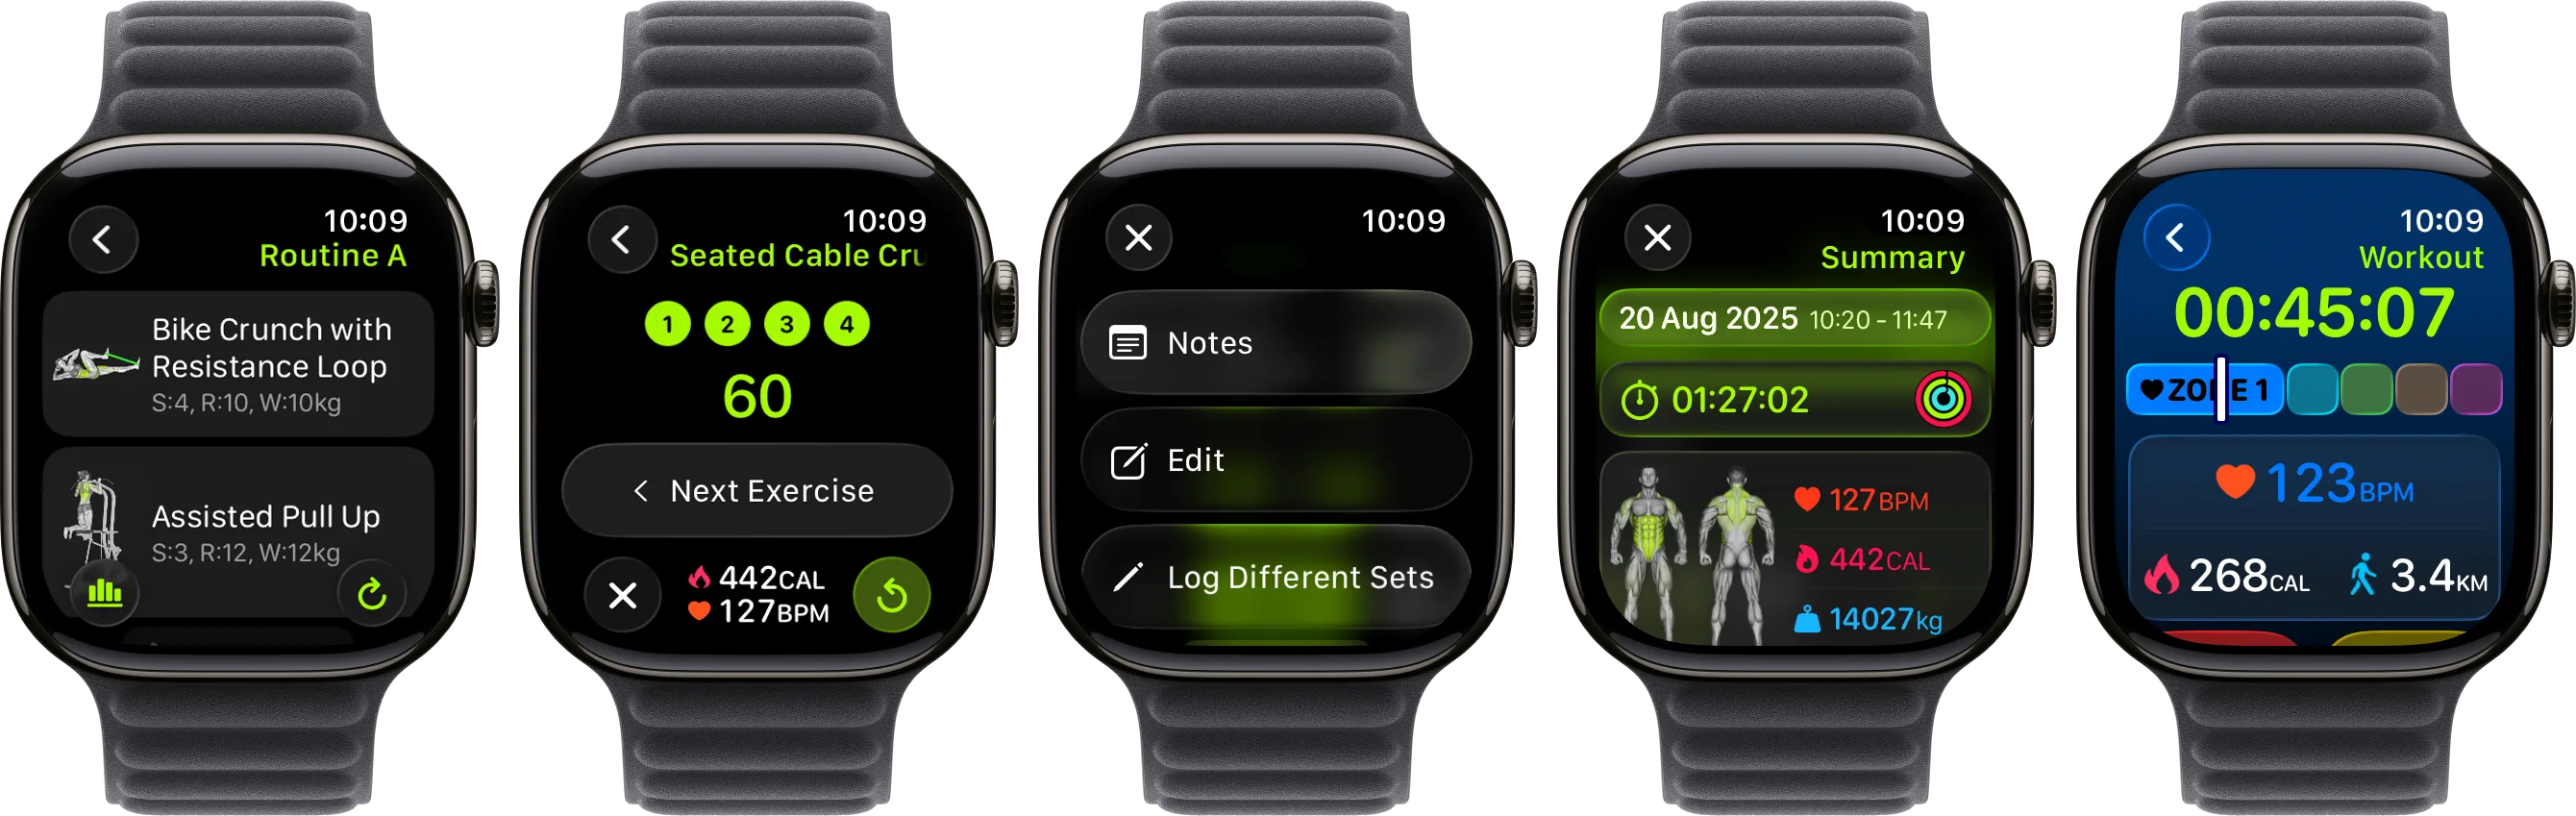 10:09
Routine A
Bike Crunch with
Resistance Loop
S:4, R:10, W:10kg
Assisted Pull Up
S:3, R:12, W:12kg
10:09
Seated Cable Cru
1 2 3 4
60
Next Exercise
442CAL
127BPM
10:09
Notes
Edit
Log Different Sets
10:09
Summary
20 Aug 2025 10:20 - 11:47
01:27:02
127BPM
442CAL
14027kg
10:09
Workout
00:45:07
ZONE 1
123BPM
268CAL 3.4KM